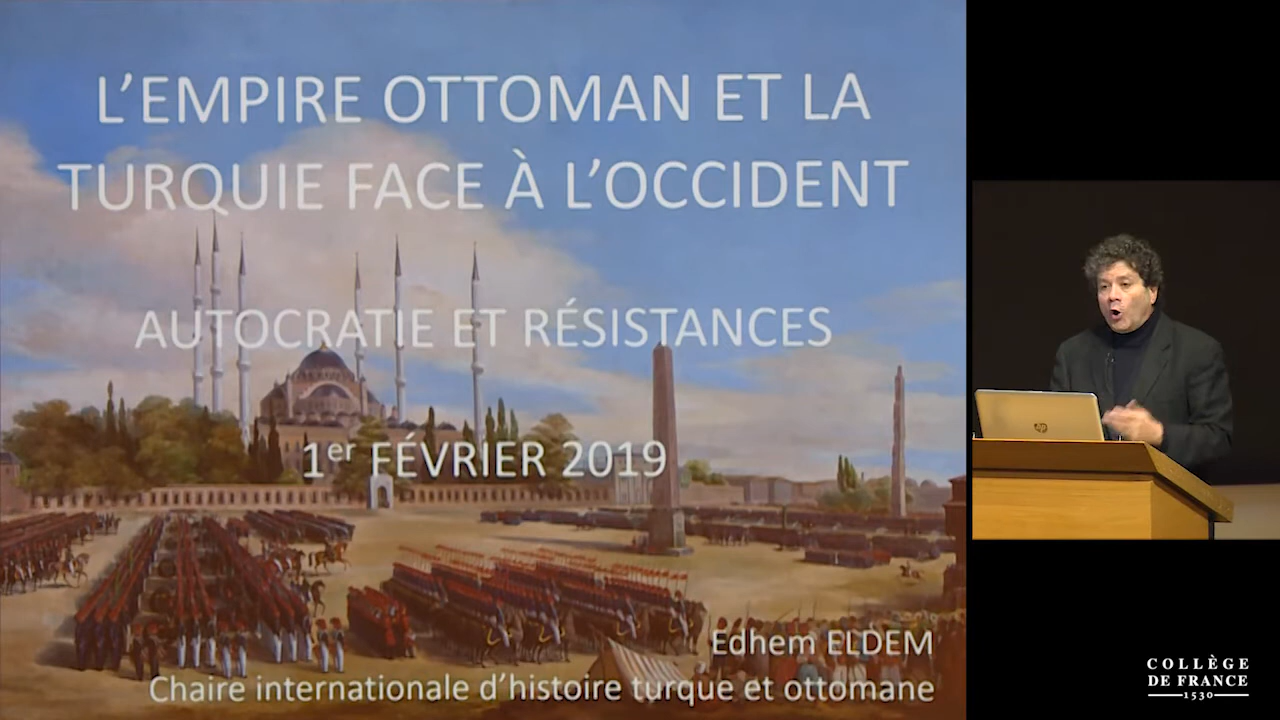 L'EMPIRE OTTOMAN ET LA
TURQUIE FACE À L'OCCIDENT
AUTOCRATIE ET RÉSISTANCES
1er FÉVRIER 2019
Edhem ELDEM
Chaire internationale d'histoire turque et ottomane
hp
COLLÈGE
DE FRANCE
1530